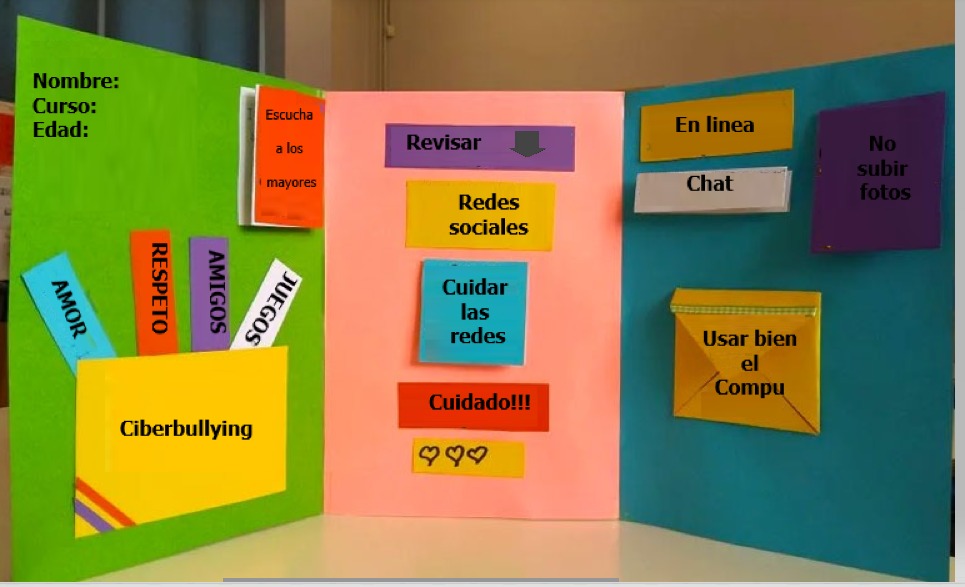 Nombre:
Curso:
Edad:
Escucha
a los
mayores
AMOR
RESPETO
AMIGOS
JUEGOS
Ciberbullying
Revisar
Redes
sociales
Cuidar
las
redes
Cuidado!!!
En linea
Chat
No
subir
fotos
Usar bien
el
Compu